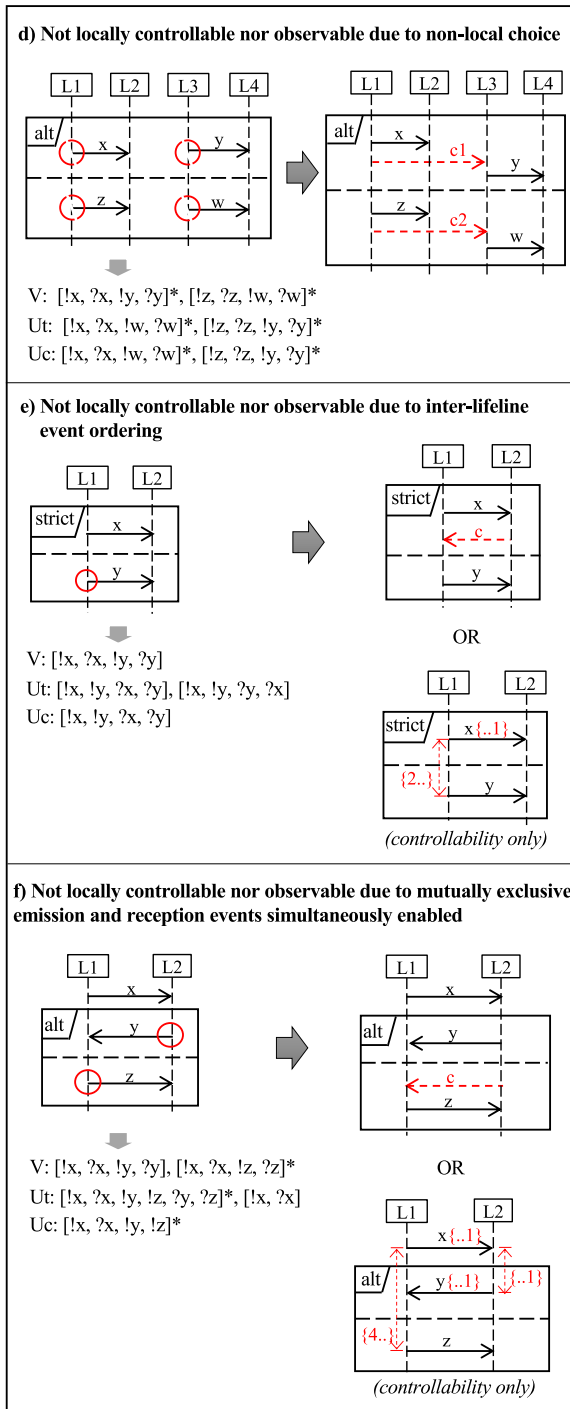 d) Not locally controllable nor observable due to non-local choice
L1 L2 L3 L4
alt
x
y
z
w
L1 L2 L3 L4
alt
x
c1
y
z
c2
w
V: [!x, ?x, !y, ?y]*, [!z, ?z, !w, ?w]*
Ut: [!x, ?x, !w, ?w]*, [!z, ?z, !y, ?y]*
Uc: [!x, ?x, !w, ?w]*, [!z, ?z, !y, ?y]*
e) Not locally controllable nor observable due to inter-lifeline
event ordering
L1 L2
strict
x
y
L1 L2
strict
x
c
y
V: [!x, ?x, !y, ?y]
Ut: [!x, !y, ?x, ?y], [!x, !y, ?y, ?x]
Uc: [!x, !y, ?x, ?y]
OR
L1 L2
strict
x{..1}
{2..}
y
(controllability only)
f) Not locally controllable nor observable due to mutually exclusive
emission and reception events simultaneously enabled
L1 L2
x
alt
y
z
L1 L2
x
alt
y
c
z
V: [!x, ?x, !y, ?y], [!x, ?x, !z, ?z]*
Ut: [!x, ?x, !y, !z, ?y, ?z]*, [!x, ?x]
Uc: [!x, ?x, !y, !z]*
OR
L1 L2
x{..1}
alt
y{..1}
{..1}
{4..}
z
(controllability only)